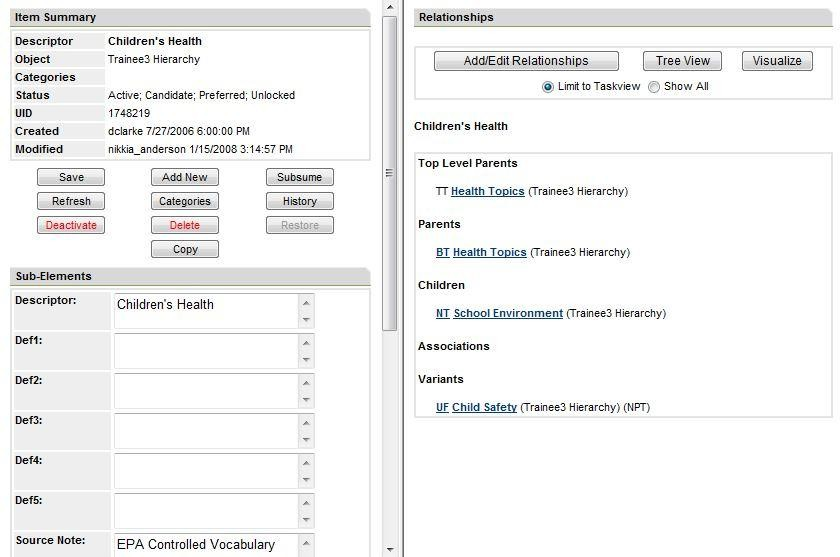 Item Summary
Descriptor Children's Health
Object Trainee3 Hierarchy
Categories
Status Active; Candidate; Preferred; Unlocked
UID 1748219
Created dclarke 7/27/2006 6:00:00 PM
Modified nikkia_anderson 1/15/2008 3:14:57 PM
Save Add New Subsume
Refresh Categories History
Deactivate Delete Restore
Copy
Sub-Elements
Descriptor: Children's Health
Def1:
Def2:
Def3:
Def4:
Def5:
Source Note: EPA Controlled Vocabulary
Relationships
Add/Edit Relationships Tree View Visualize
Limit to Taskview Show All
Children's Health
Top Level Parents
TT Health Topics (Trainee3 Hierarchy)
Parents
BT Health Topics (Trainee3 Hierarchy)
Children
NT School Environment (Trainee3 Hierarchy)
Associations
Variants
UF Child Safety (Trainee3 Hierarchy) (NPT)